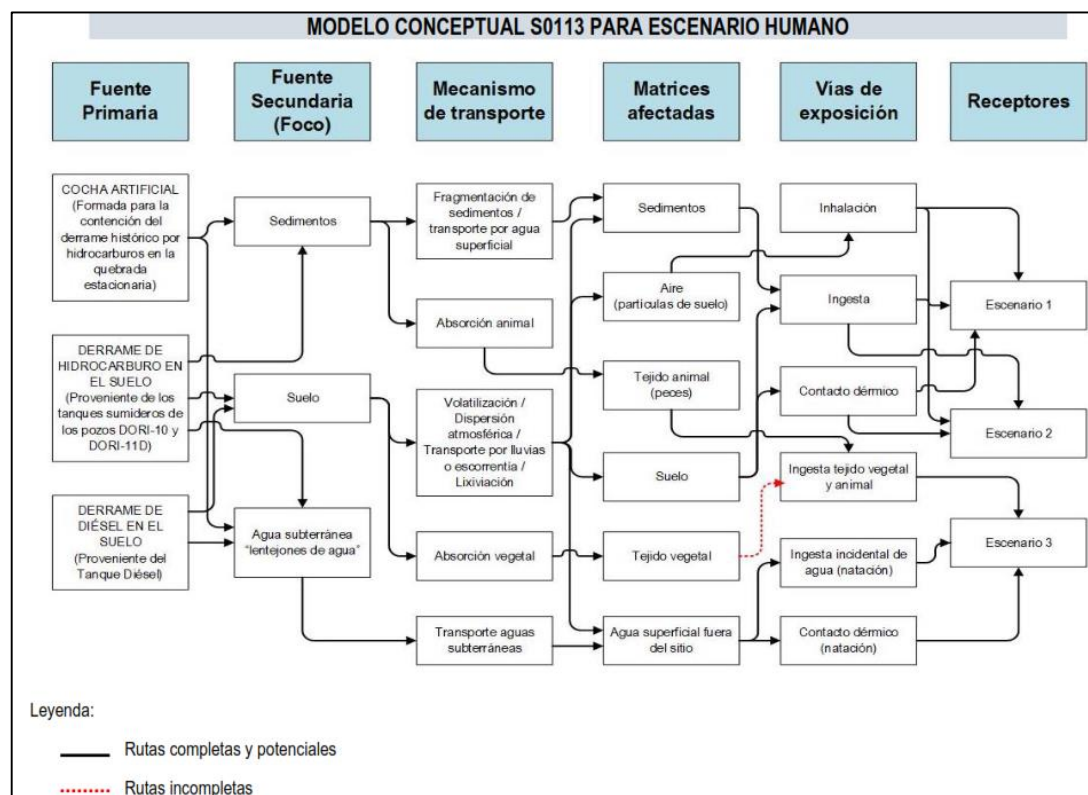 MODELO CONCEPTUAL S0113 PARA ESCENARIO HUMANO
Fuente
Primaria
Fuente
Secundaria
(Foco)
Mecanismo
de transporte
Matrices
afectadas
Vías de
exposición
Receptores
COCHA ARTIFICIAL
(Formada para la
contención del
derrame histórico por
hidrocarburos en la
quebrada
estacionaria)
DERRAME DE
HIDROCARBURO EN
EL SUELO
(Proveniente de los
tanques sumideros de
los pozos DORI-10 y
DORI-11D)
DERRAME DE
DIÉSEL EN EL
SUELO
(Proveniente del
Tanque Diésel)
Sedimentos
Suelo
Agua subterránea
“lentejones de agua”
Fragmentación de
sedimentos /
transporte por agua
superficial
Absorción animal
Volatilización /
Dispersión
atmosférica /
Transporte por lluvias
o escorrentía /
Lixiviación
Absorción vegetal
Transporte aguas
subterráneas
Sedimentos
Aire
(partículas de suelo)
Tejido animal
(peces)
Suelo
Tejido vegetal
Agua superficial fuera
del sitio
Inhalación
Ingesta
Contacto dérmico
Ingesta tejido vegetal
y animal
Ingesta incidental de
agua (natación)
Contacto dérmico
(natación)
Escenario 1
Escenario 2
Escenario 3
Leyenda:
Rutas completas y potenciales
Rutas incompletas